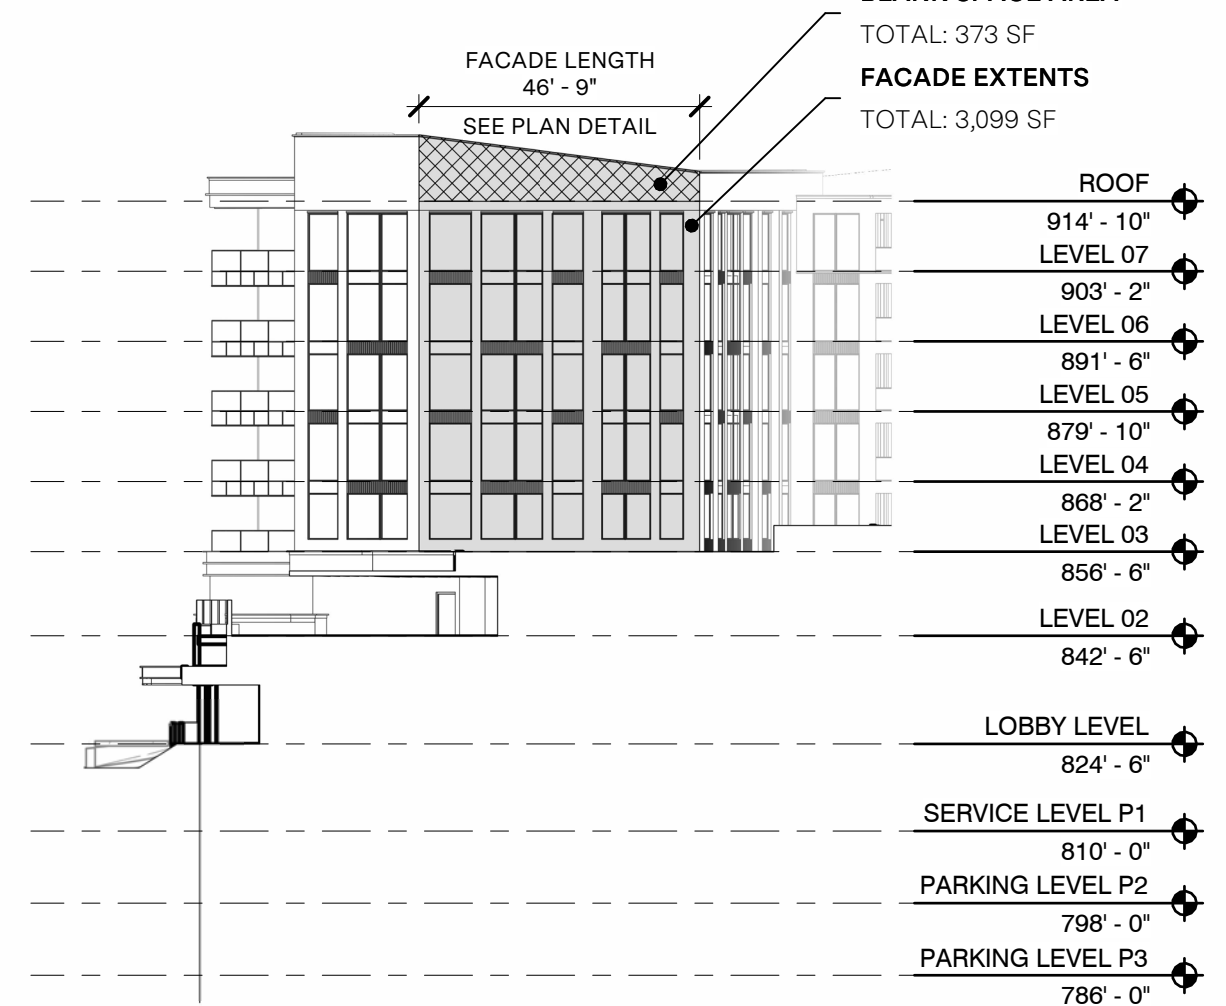 TOTAL: 373 SF
FACADE LENGTH
46' - 9"
FACADE EXTENTS
SEE PLAN DETAIL
TOTAL: 3,099 SF
ROOF
914' - 10"
LEVEL 07
903' - 2"
LEVEL 06
891' - 6"
LEVEL 05
879' - 10"
LEVEL 04
868' - 2"
LEVEL 03
856' - 6"
LEVEL 02
842' - 6"
LOBBY LEVEL
824' - 6"
SERVICE LEVEL P1
810' - 0"
PARKING LEVEL P2
798' - 0"
PARKING LEVEL P3
786' - 0"